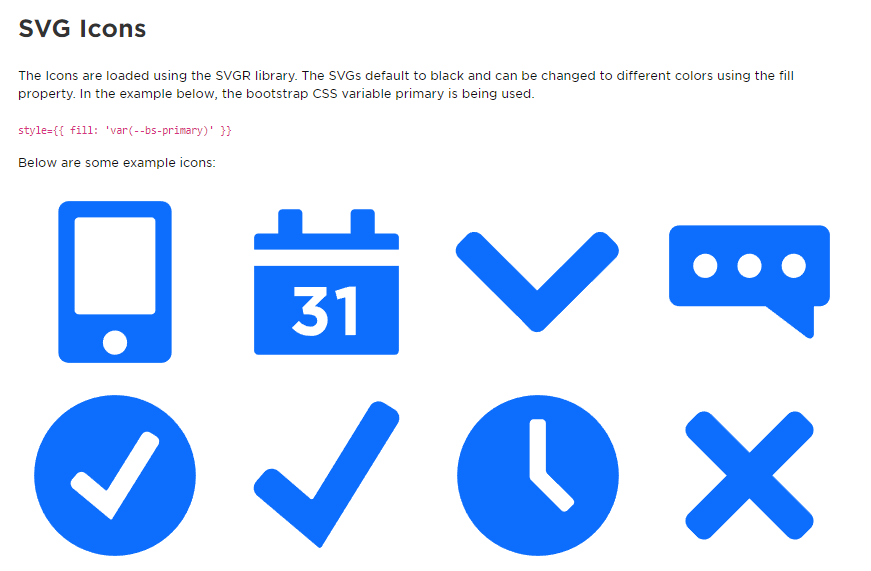 SVG Icons
The Icons are loaded using the SVGR library. The SVGs default to black and can be changed to different colors using the fill
property. In the example below, the bootstrap CSS variable primary is being used.
style={{ fill: 'var(--bs-primary)' }}
Below are some example icons:
31